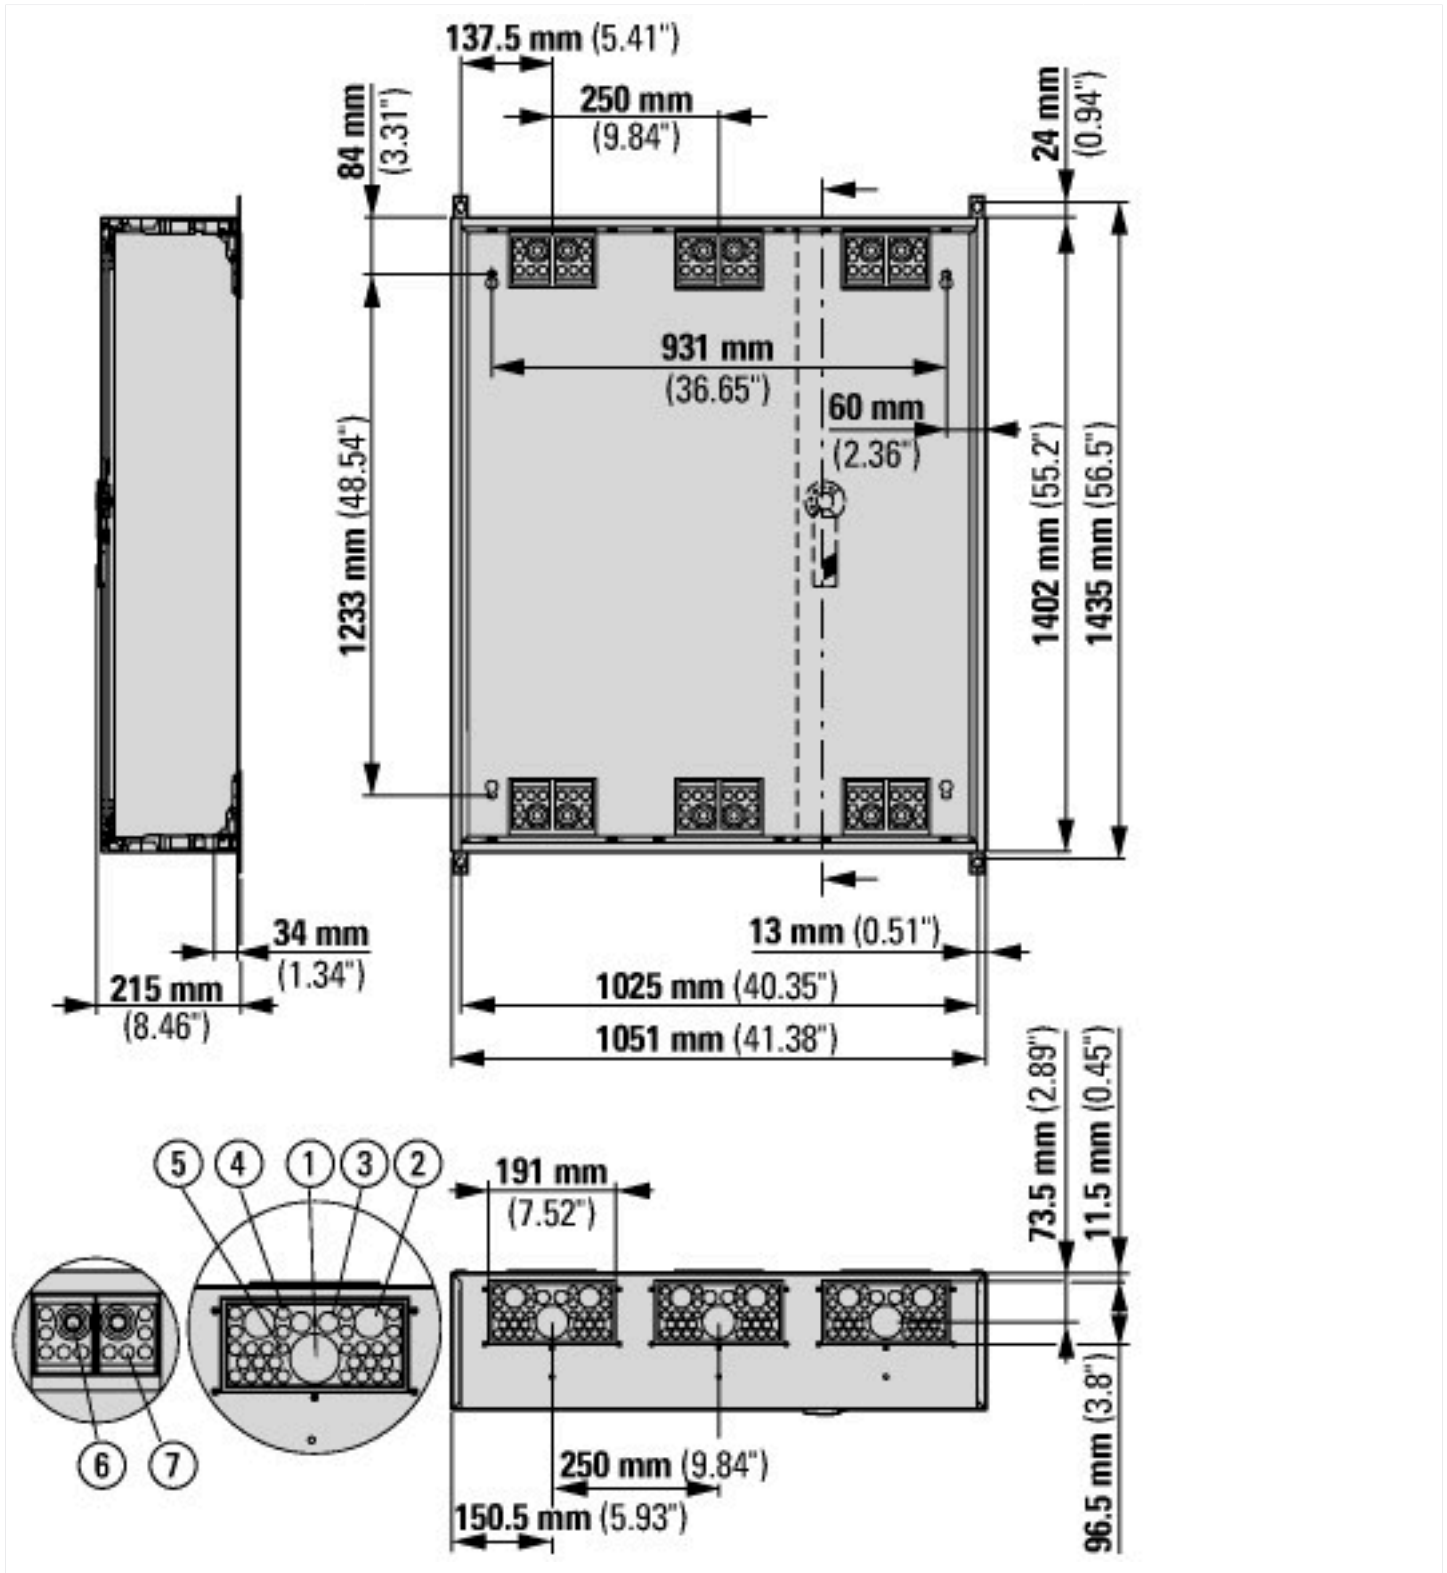 137.5 mm (5.41")
250 mm
(9.84")
84 mm
(3.31")
24 mm
(0.94")
931 mm
(36.65")
60 mm
(2.36")
1233 mm (48.54")
1402 mm (55.2")
1435 mm (56.5")
34 mm
(1.34")
13 mm (0.51")
215 mm
(8.46")
1025 mm (40.35")
1051 mm (41.38")
73.5 mm (2.89")
11.5 mm (0.45")
5 4 1 3 2
191 mm
(7.52")
6 7
250 mm (9.84")
150.5 mm (5.93")
96.5 mm (3.8")